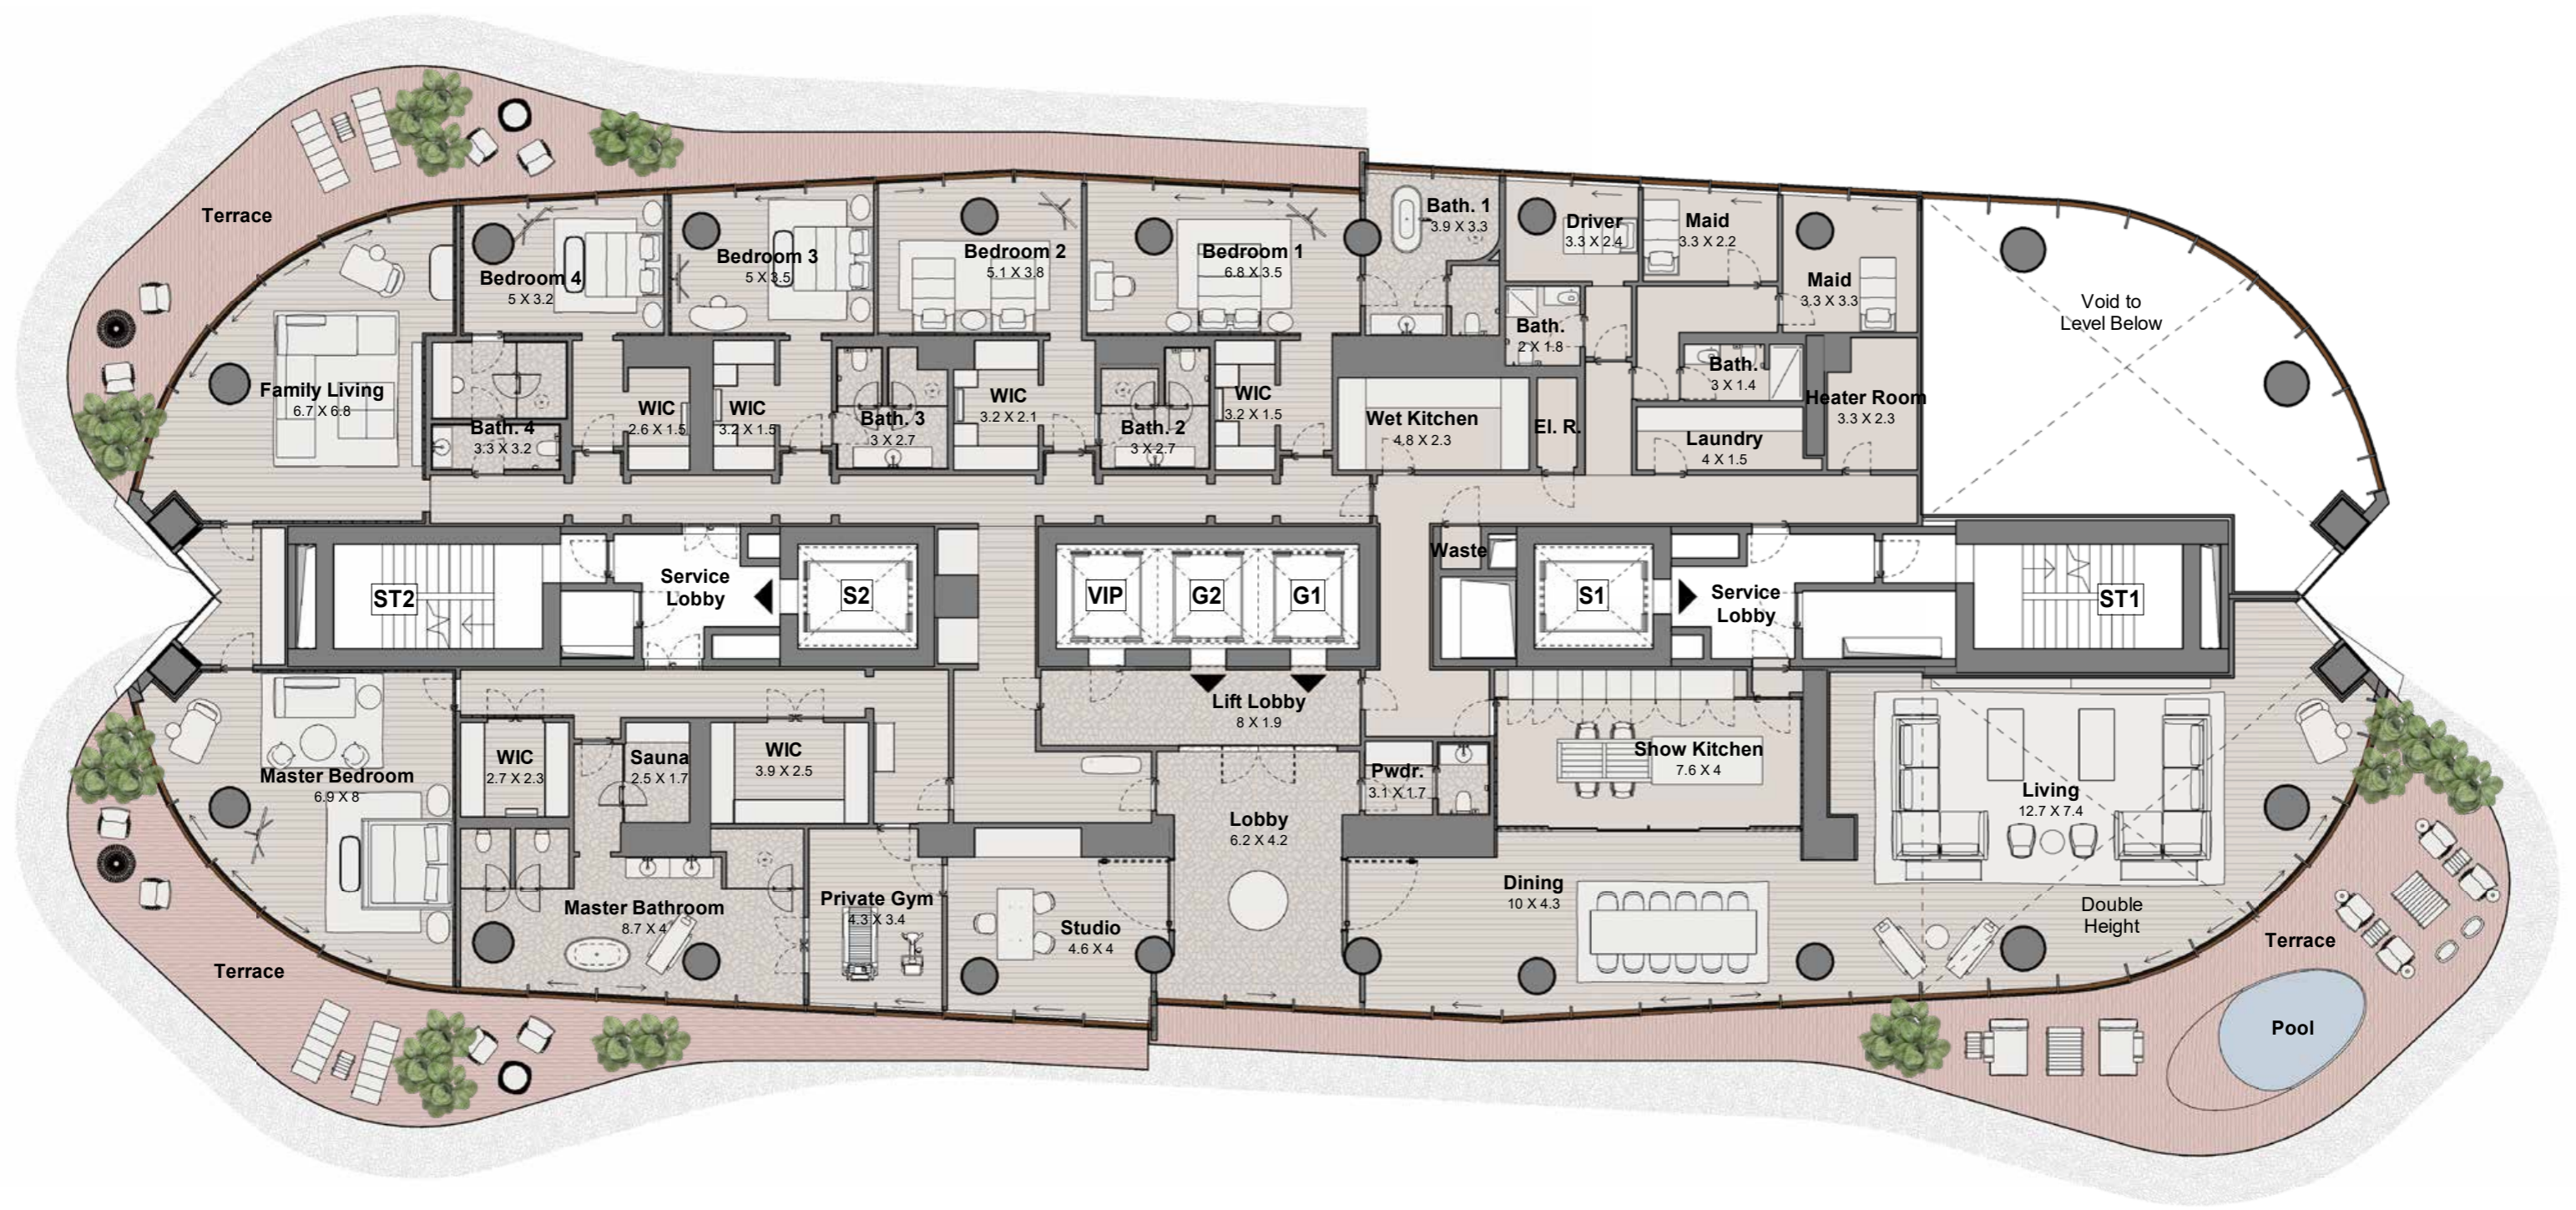 Terrace
Bedroom 4
5 X 3.2
Bedroom 3
5 X 3.5
Bedroom 2
5.1 X 3.8
Bedroom 1
6.8 X 3.5
Bath. 1
3.9 X 3.3
Driver
3.3 X 2.4
Maid
3.3 X 2.2
Maid
3.3 X 3.3
Void to
Level Below
Family Living
6.7 X 6.8
Bath. 4
3.3 X 3.2
WIC
2.6 X 1.5
WIC
3.2 X 1.5
Bath. 3
3 X 2.7
WIC
3.2 X 2.1
Bath. 2
3 X 2.7
WIC
3.2 X 1.5
Wet Kitchen
4.8 X 2.3
El. R.
Bath.
2 X 1.8
Bath.
3 X 1.4
Laundry
4 X 1.5
Heater Room
3.3 X 2.3
ST2
Service
Lobby
S2
VIP
G2
G1
Waste
S1
Service
Lobby
ST1
Lift Lobby
8 X 1.9
Master Bedroom
6.9 X 8
WIC
2.7 X 2.3
Sauna
2.5 X 1.7
WIC
3.9 X 2.5
Pwdr.
3.1 X 1.7
Show Kitchen
7.6 X 4
Living
12.7 X 7.4
Lobby
6.2 X 4.2
Master Bathroom
8.7 X 4
Private Gym
4.3 X 3.4
Studio
4.6 X 4
Dining
10 X 4.3
Double
Height
Terrace
Terrace
Pool